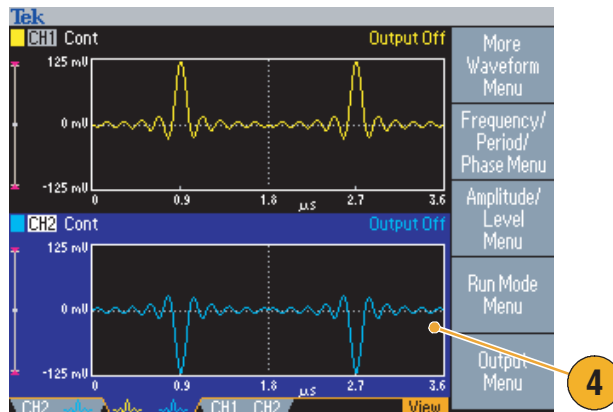 Tek
CH1 Cont Output Off
125 mV
0 mV
-125 mV
0 0.9 1.8 µs 2.7 3.6
CH2 Cont Output Off
125 mV
0 mV
-125 mV
0 0.9 1.8 µs 2.7 3.6
CH2 CH1 CH2 View
More
Waveform
Menu
Frequency/
Period/
Phase Menu
Amplitude/
Level
Menu
Run Mode
Menu
Output
Menu
4